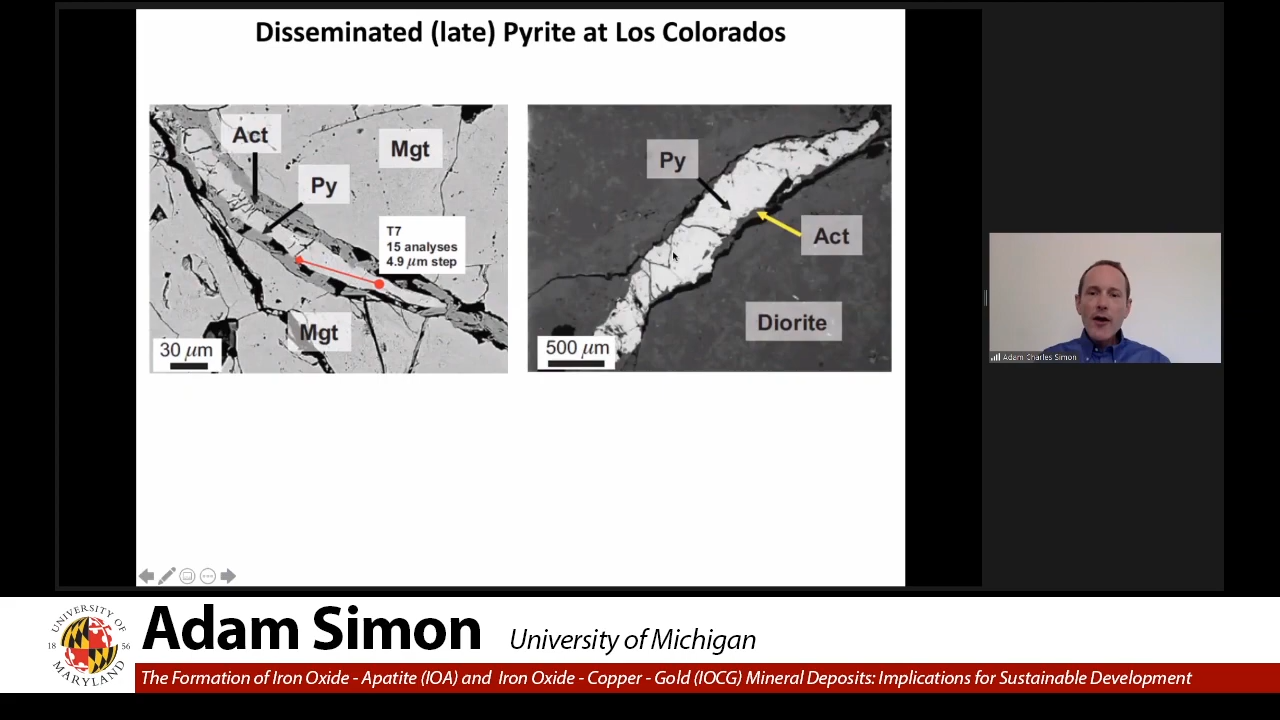 Disseminated (late) Pyrite at Los Colorados
Act
Py
Mgt
T7
15 analyses
4.9 μm step
Mgt
30 μm
Py
Act
Diorite
500 μm
Adam Charles Simon
UNIVERSITY OF
18 56
MARYLAND
Adam Simon University of Michigan
The Formation of Iron Oxide - Apatite (IOA) and Iron Oxide - Copper - Gold (IOCG) Mineral Deposits: Implications for Sustainable Development